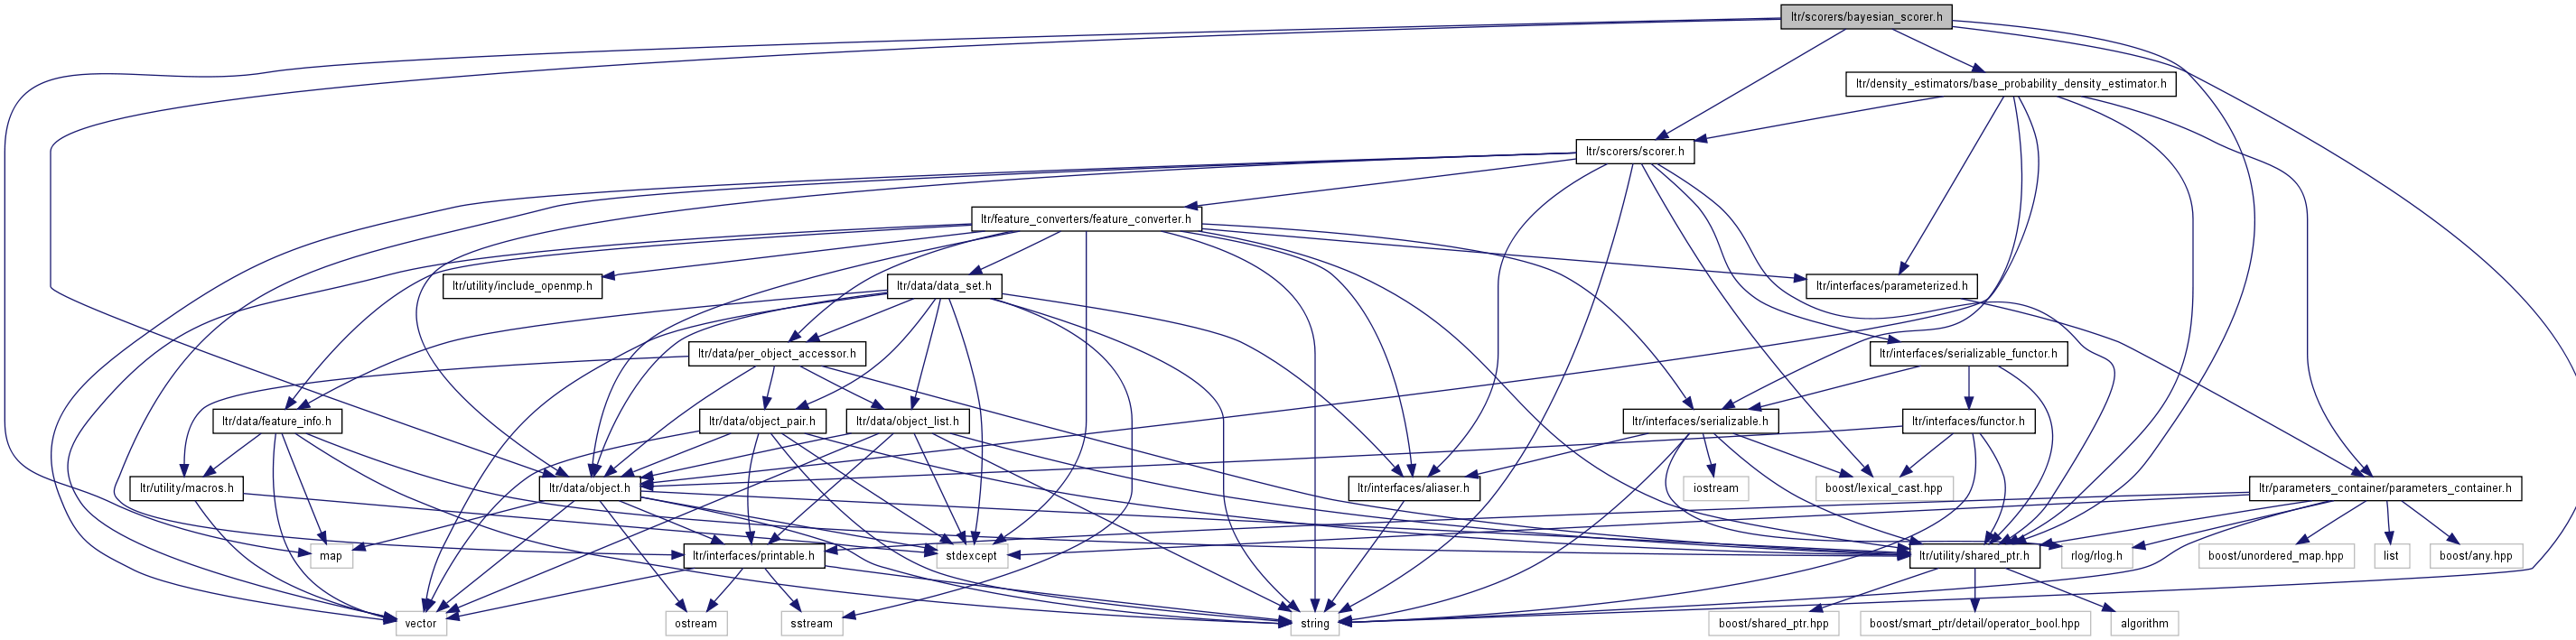 ltr/scorers/bayesian_scorer.h
ltr/density_estimators/base_probability_density_estimator.h
ltr/scorers/scorer.h
ltr/feature_converters/feature_converter.h
ltr/utility/include_openmp.h
ltr/data/data_set.h
ltr/interfaces/parameterized.h
ltr/data/per_object_accessor.h
ltr/interfaces/serializable_functor.h
ltr/data/feature_info.h
ltr/data/object_pair.h
ltr/data/object_list.h
ltr/interfaces/serializable.h
ltr/interfaces/functor.h
ltr/utility/macros.h
ltr/data/object.h
ltr/interfaces/aliaser.h
iostream
boost/lexical_cast.hpp
ltr/parameters_container/parameters_container.h
map
ltr/interfaces/printable.h
stdexcept
ltr/utility/shared_ptr.h
rlog/rlog.h
boost/unordered_map.hpp
list
boost/any.hpp
vector
ostream
sstream
string
boost/shared_ptr.hpp
boost/smart_ptr/detail/operator_bool.hpp
algorithm